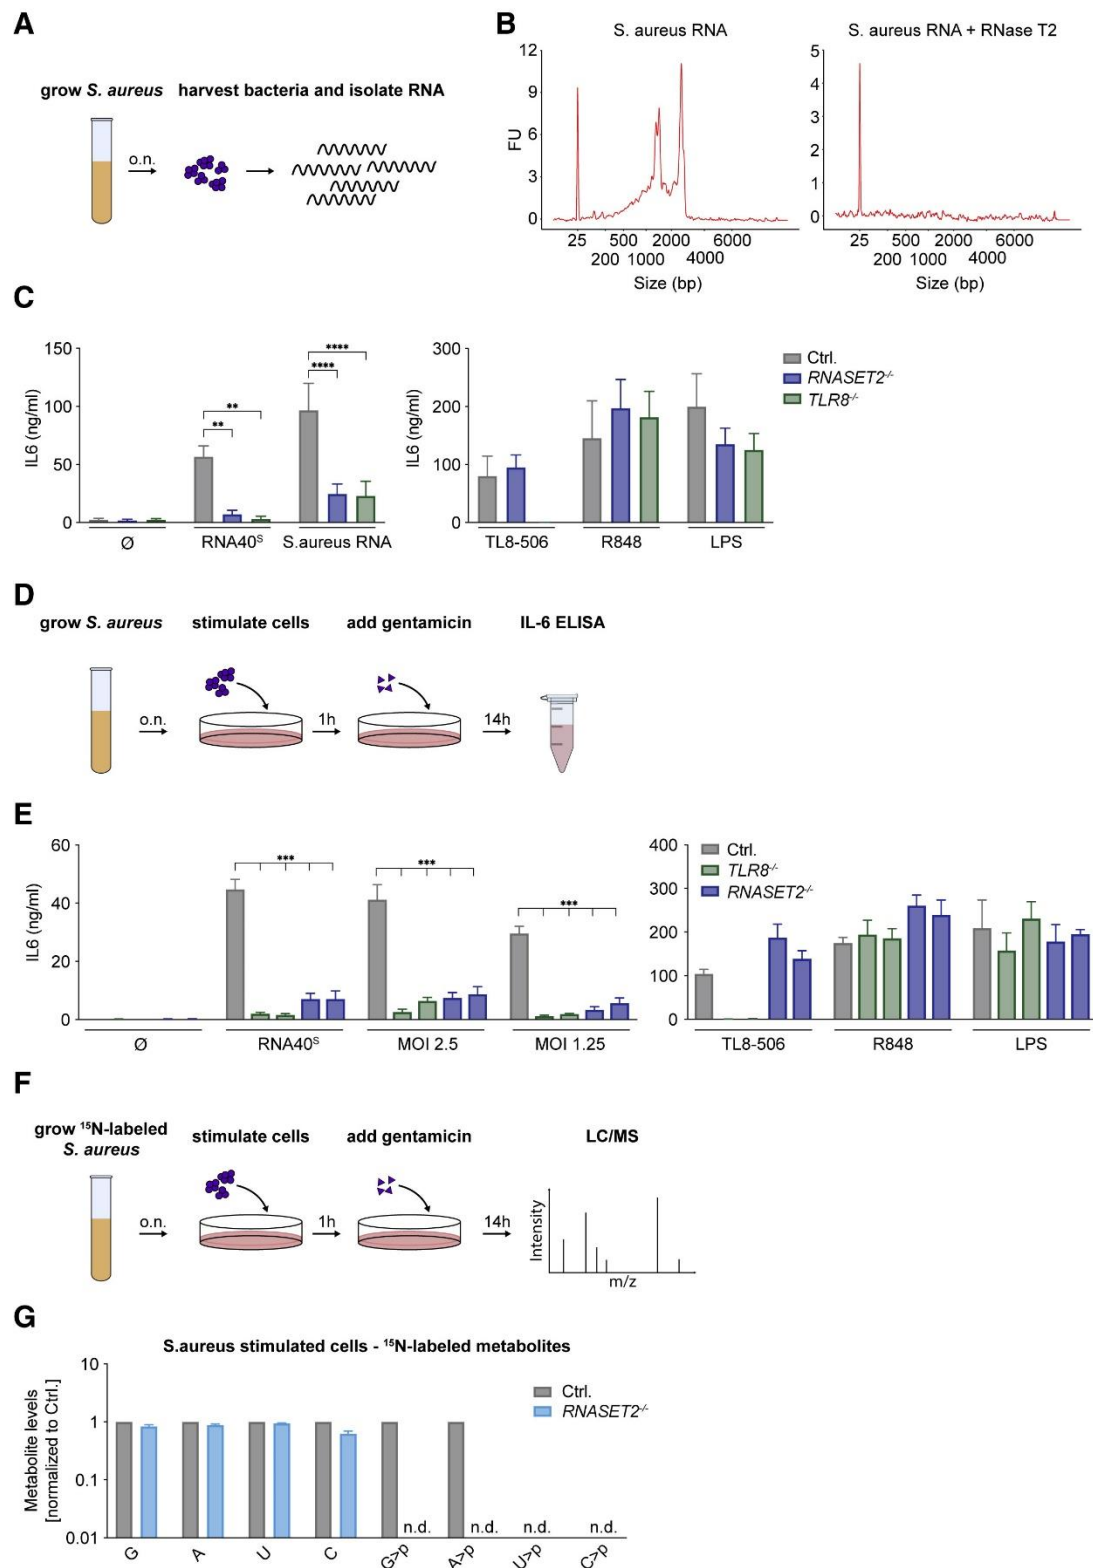 A
grow S. aureus
harvest bacteria and isolate RNA
o.n.
B
S. aureus RNA
S. aureus RNA + RNase T2
FU
12
9
6
3
0
25 500 2000 6000
200 1000 4000
Size (bp)
5
4
3
2
1
0
25 500 2000 6000
200 1000 4000
Size (bp)
C
IL6 (ng/ml)
150
100
50
0
**
**
****
****
Ø RNA40S S.aureus RNA
IL6 (ng/ml)
300
200
100
0
TL8-506 R848 LPS
Ctrl.
RNASET2-/-
TLR8-/-
D
grow S. aureus stimulate cells add gentamicin IL-6 ELISA
o.n. 1h 14h
E
IL6 (ng/ml)
60
40
20
0
***
***
***
Ø RNA40S MOI 2.5 MOI 1.25
400
300
200
100
0
Ctrl.
TLR8-/-
RNASET2-/-
TL8-506 R848 LPS
F
grow 15N-labeled
S. aureus
stimulate cells add gentamicin LC/MS
o.n. 1h 14h
Intensity
m/z
G
S.aureus stimulated cells - 15N-labeled metabolites
Metabolite levels
[normalized to Ctrl.]
10
1
0.1
0.01
Ctrl.
RNASET2-/-
n.d. n.d. n.d. n.d.
G A U C G>p A>p U>p C>p